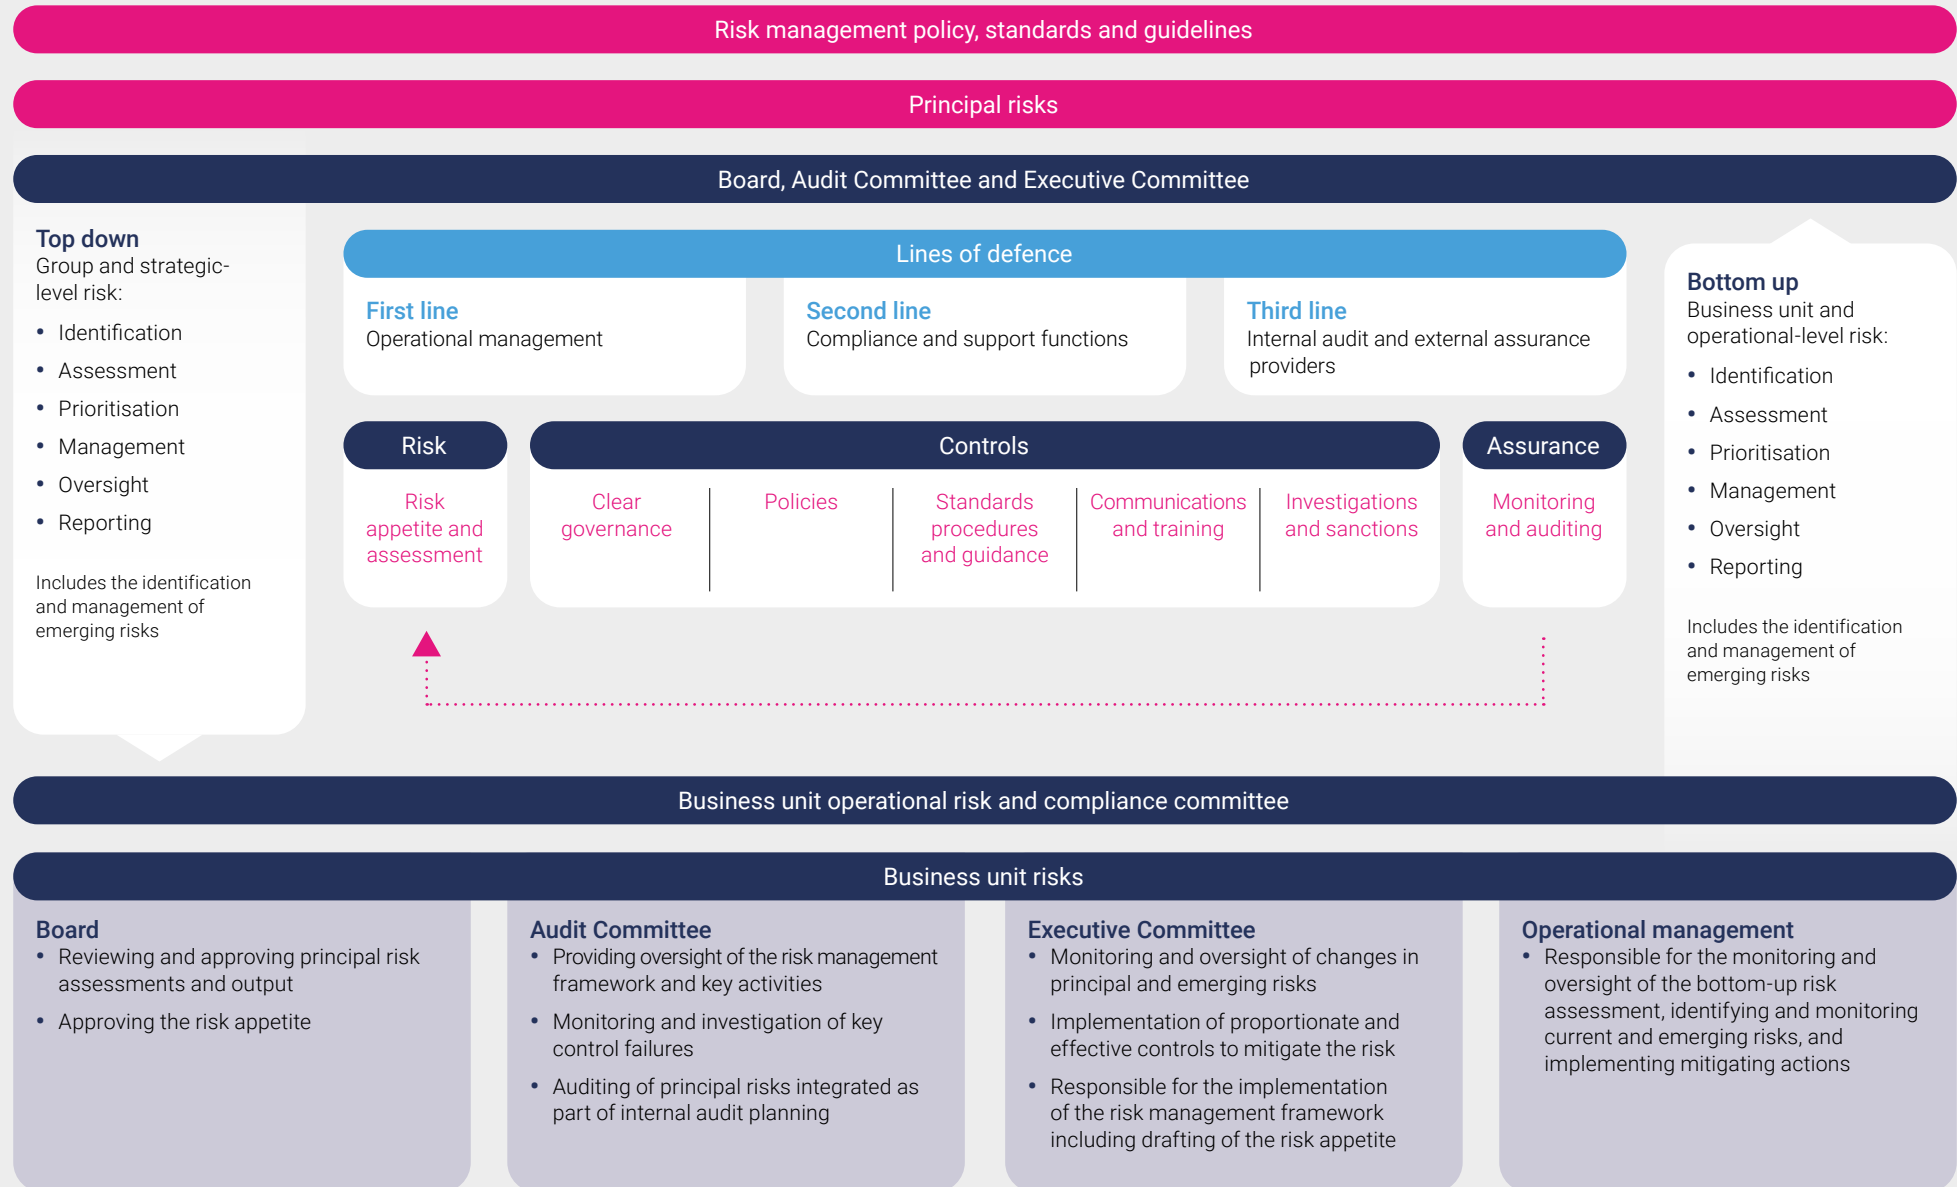 Risk management policy, standards and guidelines
Principal risks
Board, Audit Committee and Executive Committee
Top down
Group and strategic-
level risk:
• Identification
• Assessment
• Prioritisation
• Management
• Oversight
• Reporting
Includes the identification
and management of
emerging risks
Lines of defence
First line
Operational management
Second line
Compliance and support functions
Third line
Internal audit and external assurance
providers
Risk
Risk
appetite and
assessment
Controls
Clear
governance
Policies
Standards
procedures
and guidance
Communications
and training
Investigations
and sanctions
Assurance
Monitoring
and auditing
Bottom up
Business unit and
operational-level risk:
• Identification
• Assessment
• Prioritisation
• Management
• Oversight
• Reporting
Includes the identification
and management of
emerging risks
Business unit operational risk and compliance committee
Business unit risks
Board
• Reviewing and approving principal risk
assessments and output
• Approving the risk appetite
Audit Committee
• Providing oversight of the risk management
framework and key activities
• Monitoring and investigation of key
control failures
• Auditing of principal risks integrated as
part of internal audit planning
Executive Committee
• Monitoring and oversight of changes in
principal and emerging risks
• Implementation of proportionate and
effective controls to mitigate the risk
• Responsible for the implementation
of the risk management framework
including drafting of the risk appetite
Operational management
• Responsible for the monitoring and
oversight of the bottom-up risk
assessment, identifying and monitoring
current and emerging risks, and
implementing mitigating actions